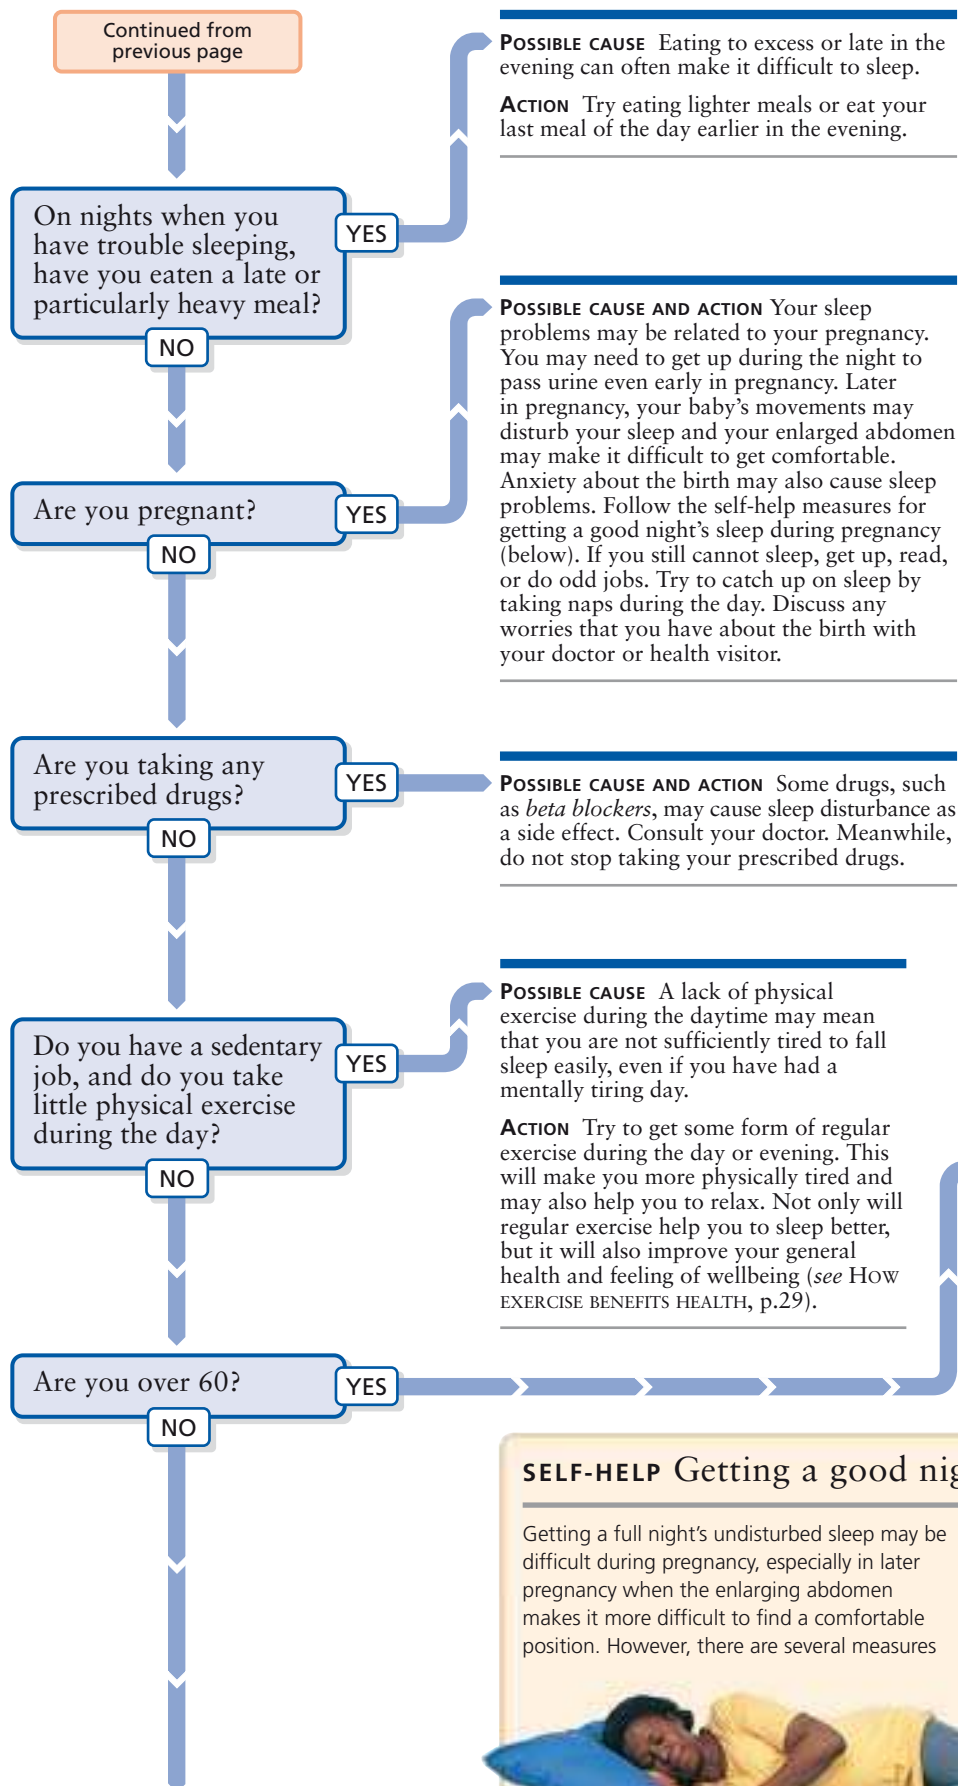 Continued from
previous page
POSSIBLE CAUSE Eating to excess or late in the
evening can often make it difficult to sleep.
ACTION Try eating lighter meals or eat your
last meal of the day earlier in the evening.
On nights when you
have trouble sleeping,
have you eaten a late or
particularly heavy meal?
YES
NO
POSSIBLE CAUSE AND ACTION Your sleep
problems may be related to your pregnancy.
You may need to get up during the night to
pass urine even early in pregnancy. Later
in pregnancy, your baby's movements may
disturb your sleep and your enlarged abdomen
may make it difficult to get comfortable.
Anxiety about the birth may also cause sleep
problems. Follow the self-help measures for
getting a good night's sleep during pregnancy
(below). If you still cannot sleep, get up, read,
or do odd jobs. Try to catch up on sleep by
taking naps during the day. Discuss any
worries that you have about the birth with
your doctor or health visitor.
Are you pregnant?
YES
NO
Are you taking any
prescribed drugs?
YES
NO
POSSIBLE CAUSE AND ACTION Some drugs, such
as beta blockers, may cause sleep disturbance as
a side effect. Consult your doctor. Meanwhile,
do not stop taking your prescribed drugs.
Do you have a sedentary
job, and do you take
little physical exercise
during the day?
YES
NO
POSSIBLE CAUSE A lack of physical
exercise during the daytime may mean
that you are not sufficiently tired to fall
sleep easily, even if you have had a
mentally tiring day.
ACTION Try to get some form of regular
exercise during the day or evening. This
will make you more physically tired and
may also help you to relax. Not only will
regular exercise help you to sleep better,
but it will also improve your general
health and feeling of wellbeing (see HOW
EXERCISE BENEFITS HEALTH, p.29).
Are you over 60?
YES
NO
SELF-HELP Getting a good nig
Getting a full night's undisturbed sleep may be
difficult during pregnancy, especially in later
pregnancy when the enlarging abdomen
makes it more difficult to find a comfortable
position. However, there are several measures